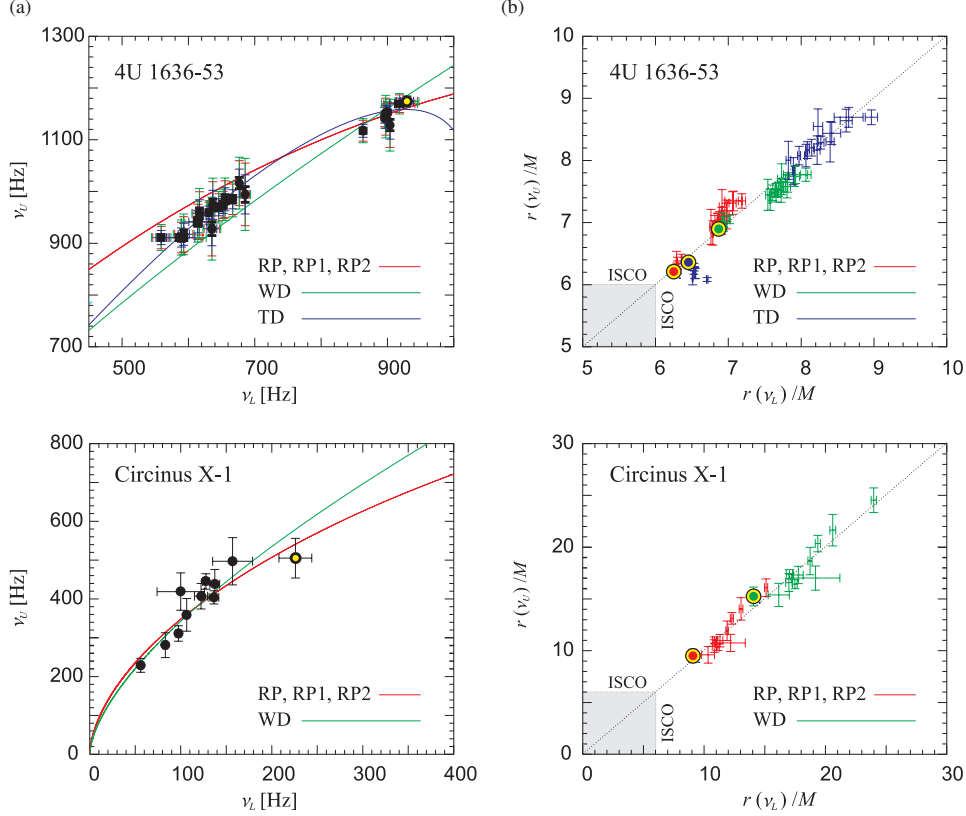 (a)
(b)
1300
1100
900
700
ν_U [Hz]
4U 1636-53
RP, RP1, RP2
WD
TD
500
700
900
ν_L [Hz]
10
9
8
7
6
5
r (ν_U) /M
4U 1636-53
ISCO
ISCO
RP, RP1, RP2
WD
TD
5
6
7
8
9
10
r (ν_L) /M
800
600
400
200
0
ν_U [Hz]
Circinus X-1
RP, RP1, RP2
WD
0
100
200
300
400
ν_L [Hz]
30
20
10
0
r (ν_U) /M
Circinus X-1
ISCO
ISCO
RP, RP1, RP2
WD
0
10
20
30
r (ν_L) /M